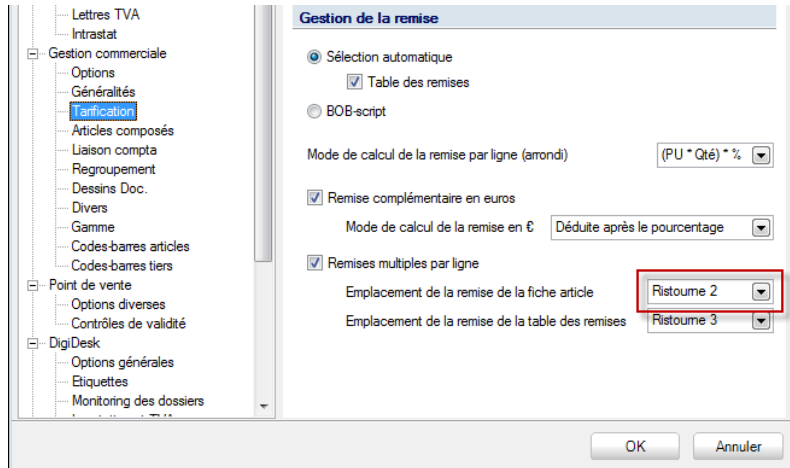 Lettres TVA
Intrastat
Gestion commerciale
Options
Généralités
Tarification
Articles composés
Liaison compta
Regroupement
Dessins Doc.
Divers
Gamme
Codes-barres articles
Codes-barres tiers
Point de vente
Options diverses
Contrôles de validité
DigiDesk
Options générales
Etiquettes
Monitoring des dossiers
Gestion de la remise
Sélection automatique
Table des remises
BOB-script
Mode de calcul de la remise par ligne (arrondi) (PU * Qté) * %
Remise complémentaire en euros
Mode de calcul de la remise en € Déduite après le pourcentage
Remises multiples par ligne
Emplacement de la remise de la fiche article Ristourne 2
Emplacement de la remise de la table des remises Ristourne 3
OK Annuler